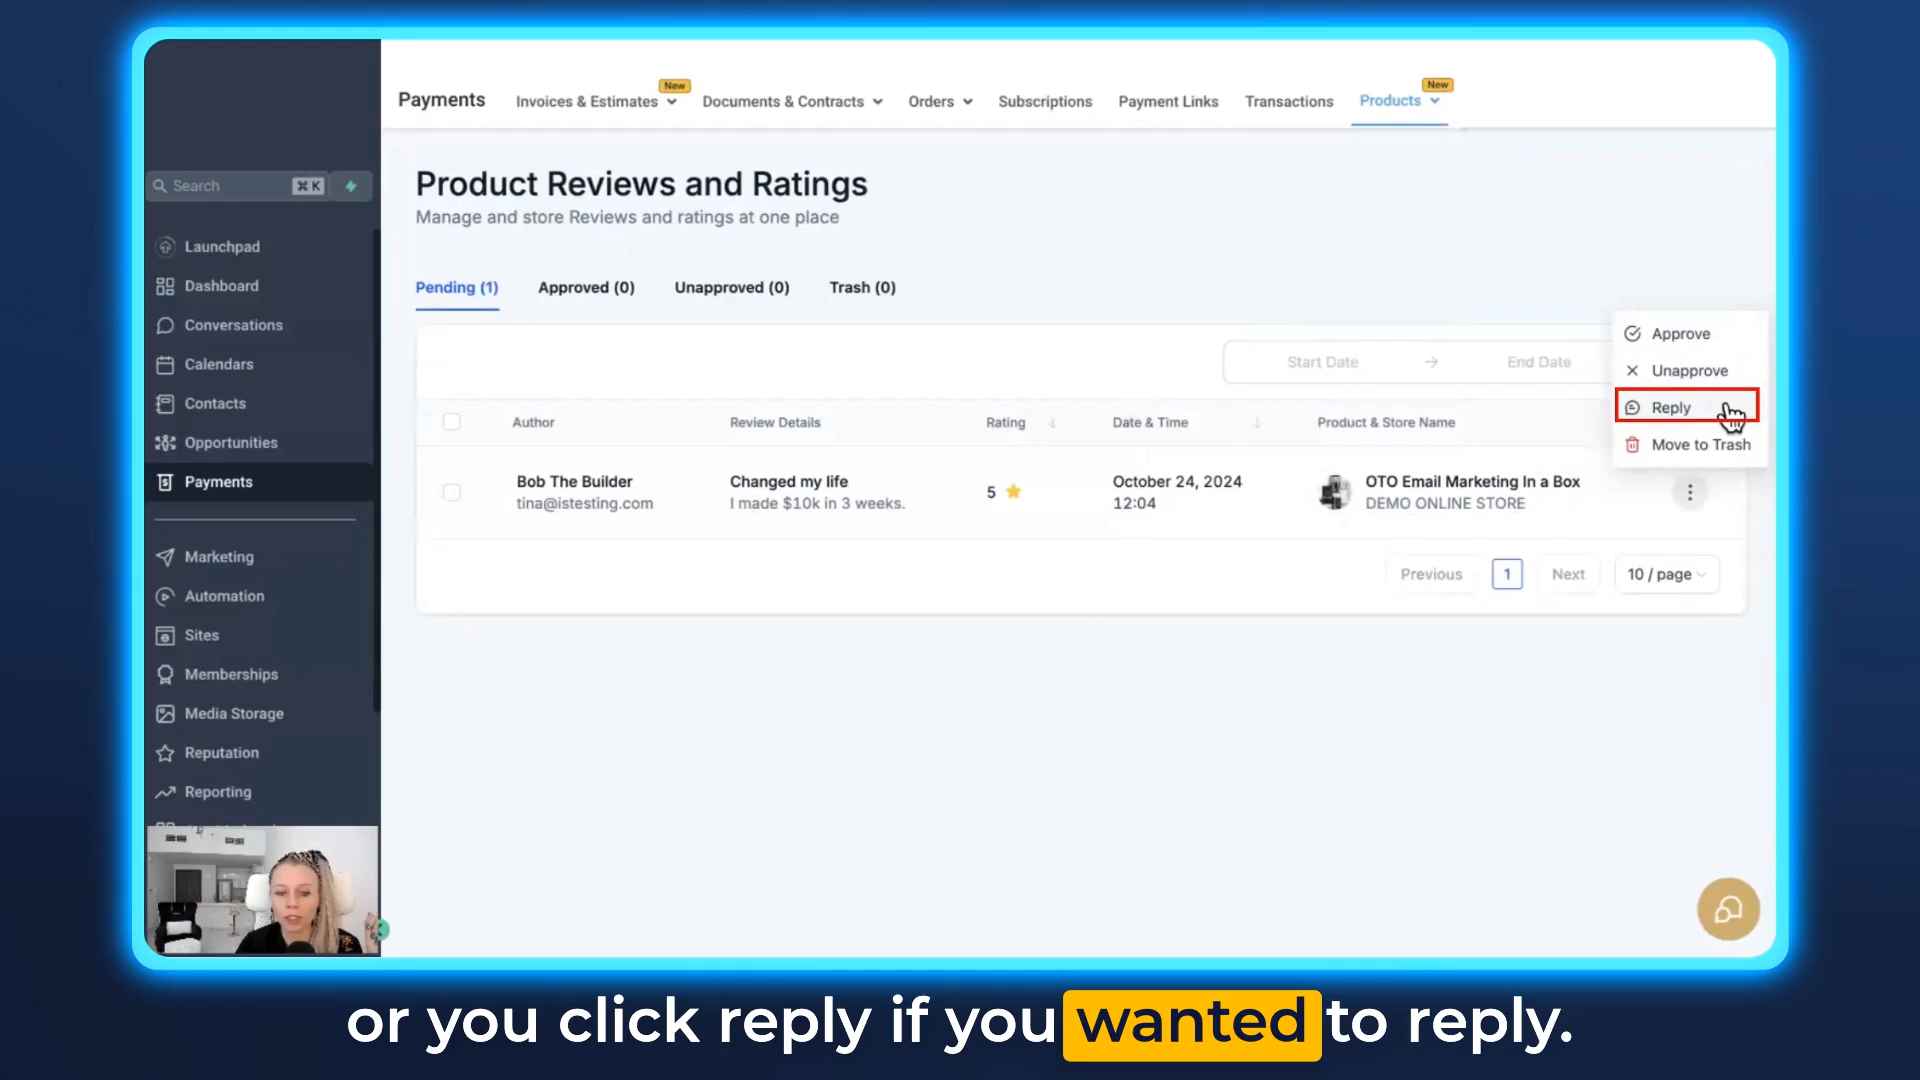 Payments
Invoices & Estimates
New
Documents & Contracts
Orders
Subscriptions
Payment Links
Transactions
Products
New
Search
⌘ K
Launchpad
Dashboard
Conversations
Calendars
Contacts
Opportunities
Payments
Marketing
Automation
Sites
Memberships
Media Storage
Reputation
Reporting
Product Reviews and Ratings
Manage and store Reviews and ratings at one place
Pending (1)
Approved (0)
Unapproved (0)
Trash (0)
Start Date → End Date
Approve
Unapprove
Reply
Move to Trash
Author
Review Details
Rating
Date & Time
Product & Store Name
Bob The Builder
tina@istesting.com
Changed my life
I made $10k in 3 weeks.
5
October 24, 2024
12:04
OTO Email Marketing In a Box
DEMO ONLINE STORE
Previous
1
Next
10 / page
or you click reply if you wanted to reply.